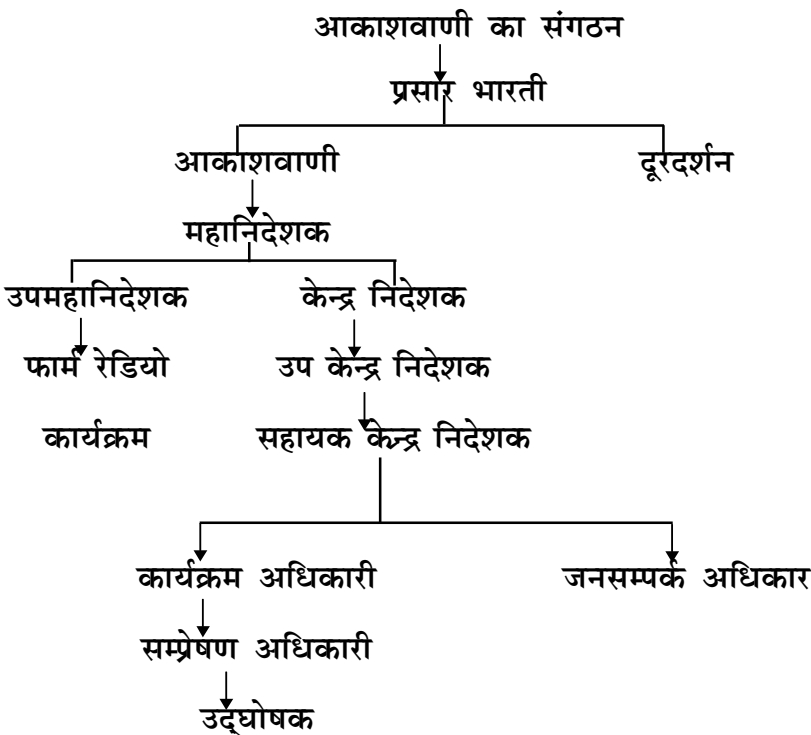 आकाशवाणी का संगठन
प्रसार भारती
आकाशवाणी दूरदर्शन
महानिदेशक
उपमहानिदेशक केन्द्र निदेशक
फार्म रेडियो उप केन्द्र निदेशक
कार्यक्रम सहायक केन्द्र निदेशक
कार्यक्रम अधिकारी जनसम्पर्क अधिकार
सम्प्रेषण अधिकारी
उद्घोषक